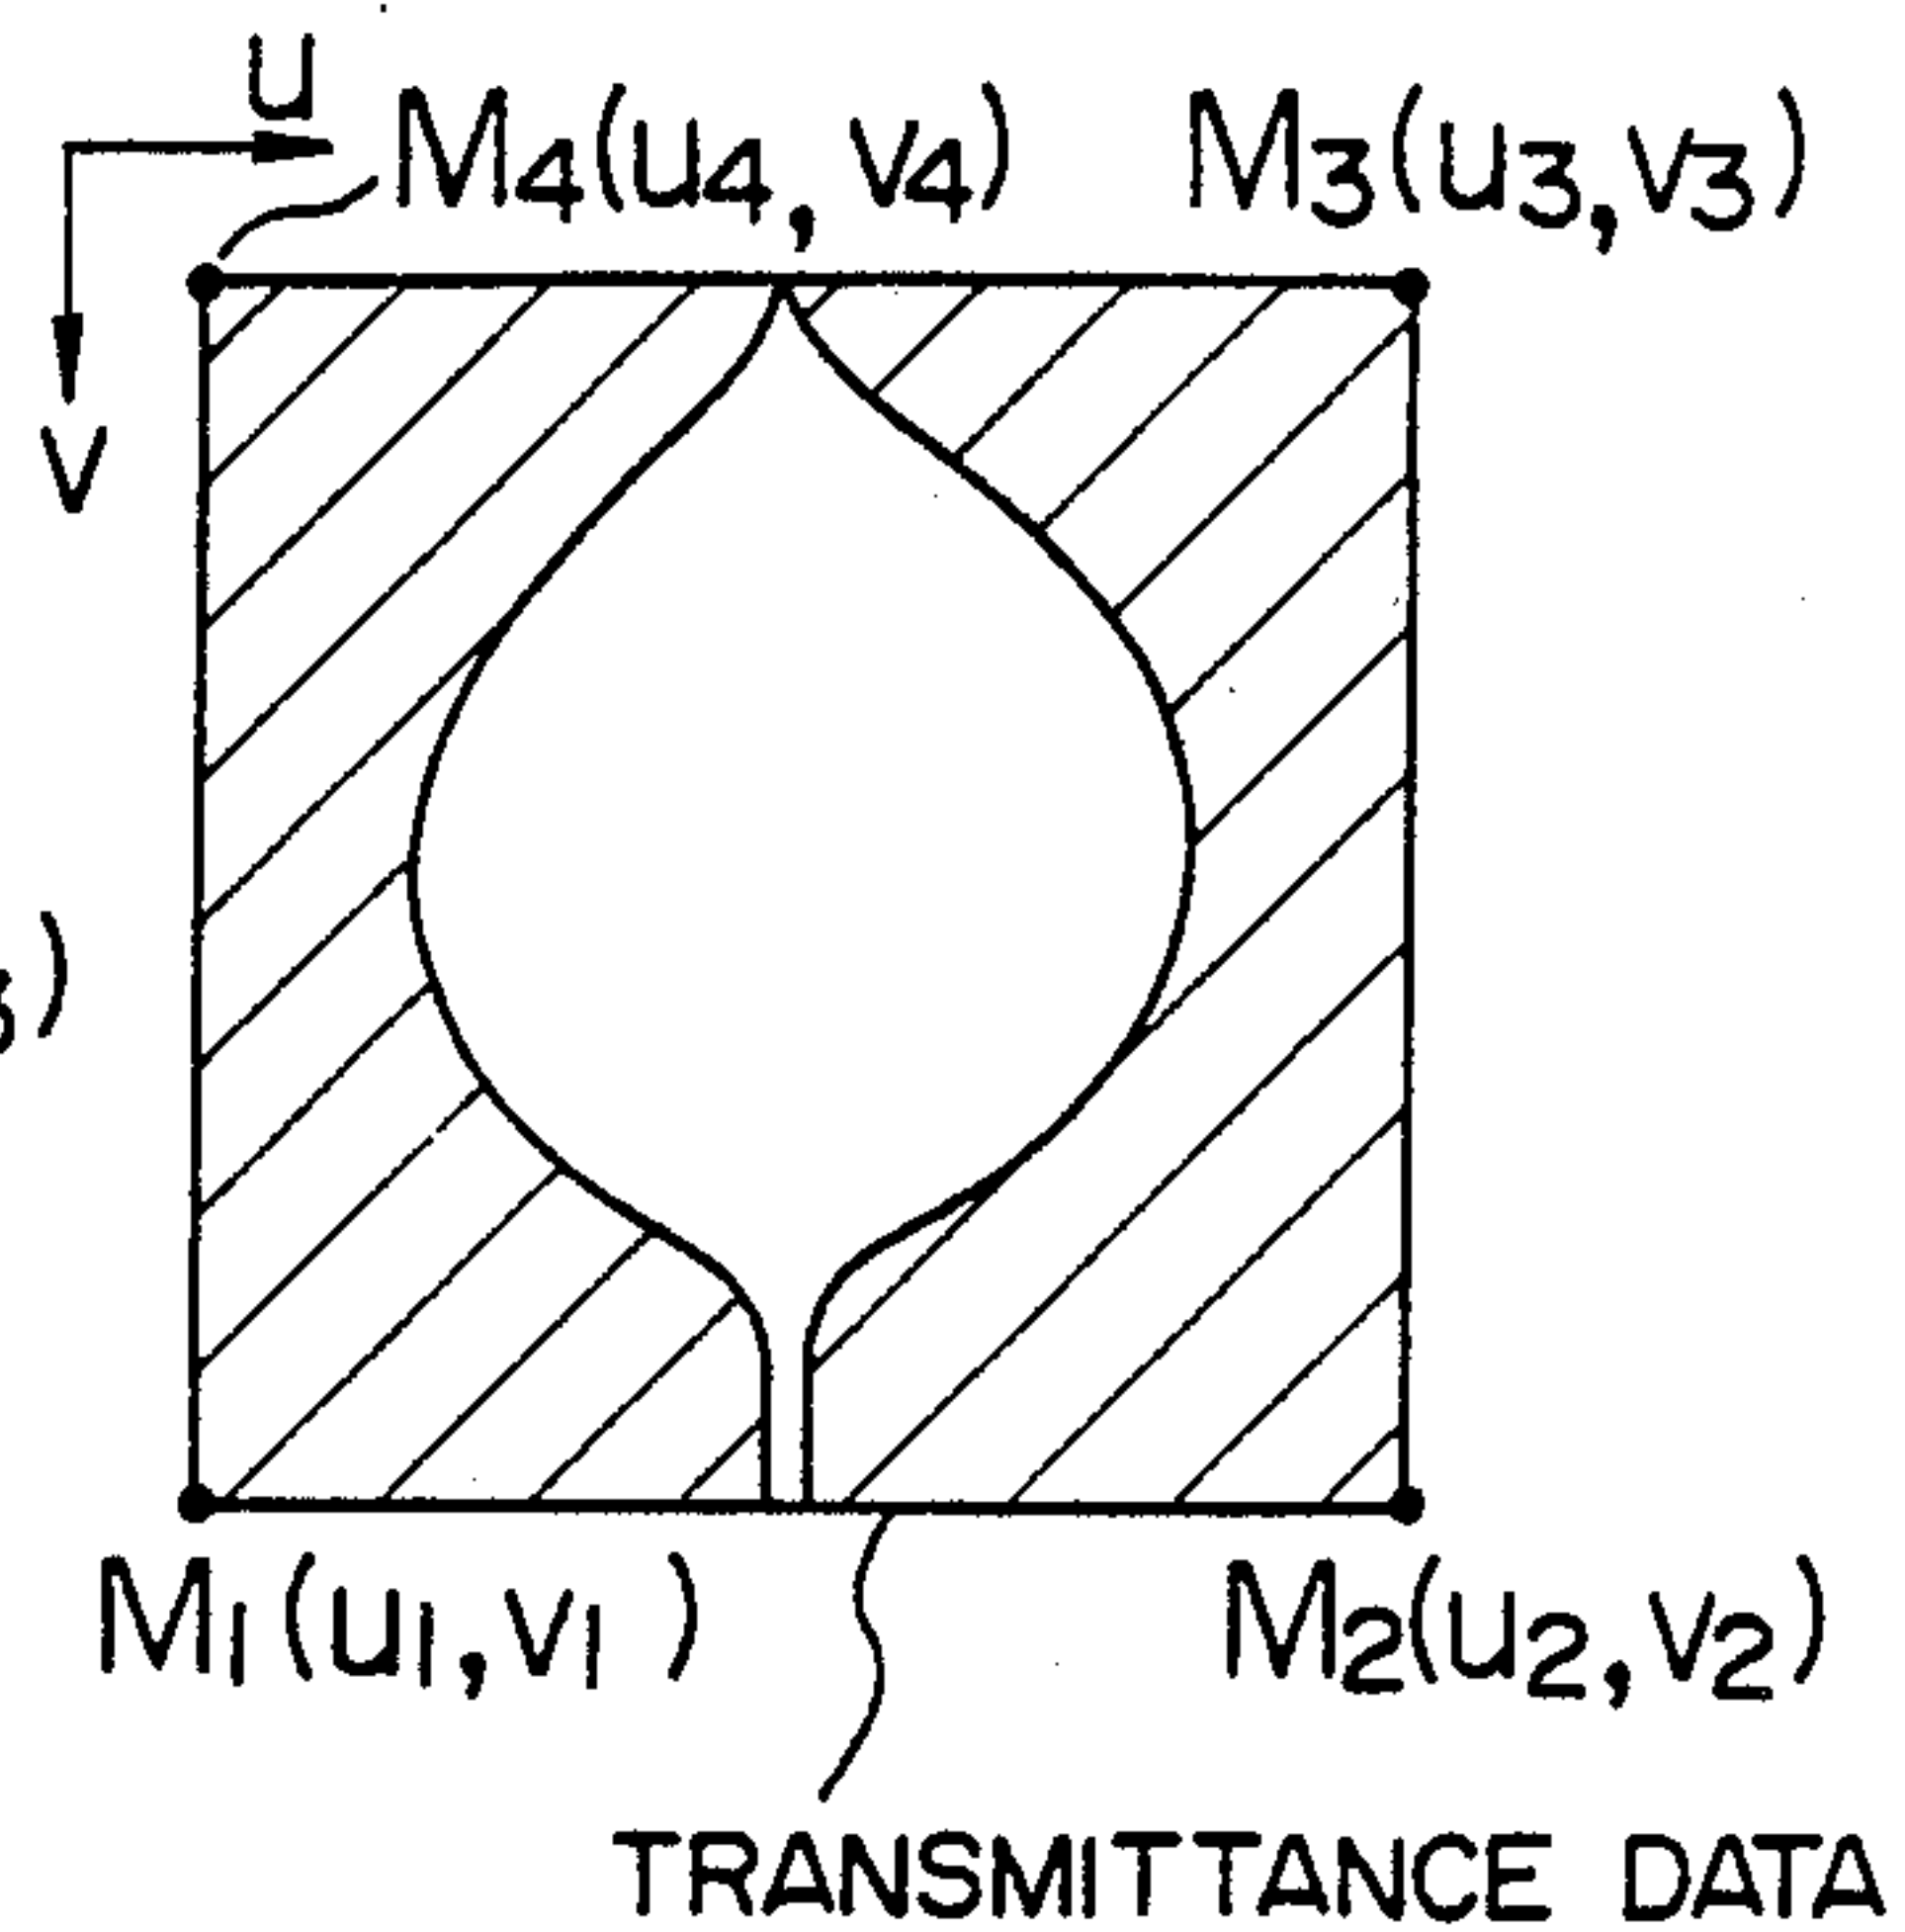 u
M4(u4, v4) M3(u3,v3)
v
)
M1(u1,v1 ) M2(u2,v2)
TRANSMITTANCE DATA